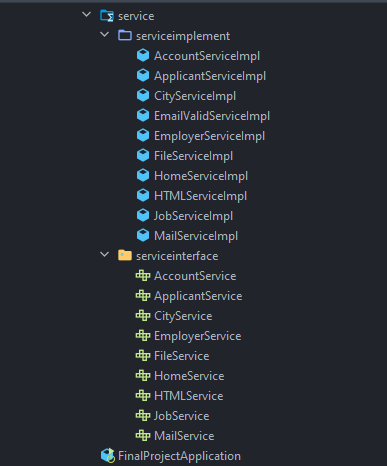 service
serviceimplement
AccountServiceImpl
ApplicantServiceImpl
CityServiceImpl
EmailValidServiceImpl
EmployerServiceImpl
FileServiceImpl
HomeServiceImpl
HTMLServiceImpl
JobServiceImpl
MailServiceImpl
serviceinterface
AccountService
ApplicantService
CityService
EmployerService
FileService
HomeService
HTMLService
JobService
MailService
FinalProjectApplication